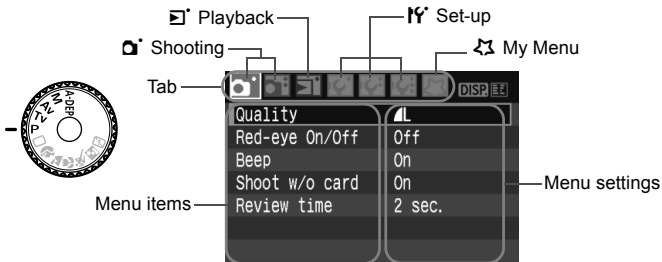 Playback
Set-up
Shooting
My Menu
Tab
DISP.
A-DEP
M
Av
Tv
P
Quality L
Red-eye On/Off Off
Beep On
Shoot w/o card On
Review time 2 sec.
Menu items
Menu settings